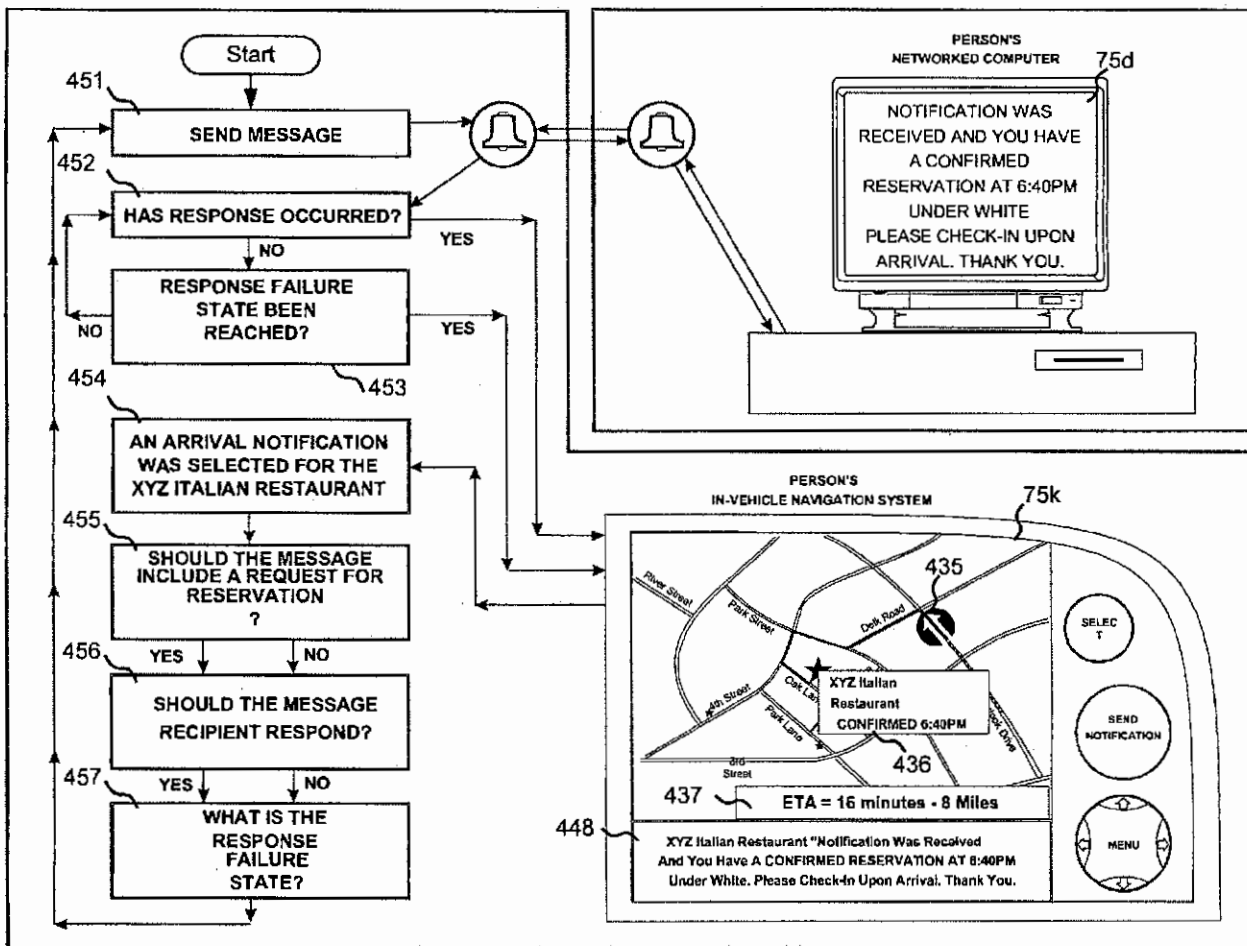 Start
451
SEND MESSAGE
452
HAS RESPONSE OCCURRED?
YES
NO
RESPONSE FAILURE
STATE BEEN
REACHED?
NO
YES
453
454
AN ARRIVAL NOTIFICATION
WAS SELECTED FOR THE
XYZ ITALIAN RESTAURANT
455
SHOULD THE MESSAGE
INCLUDE A REQUEST FOR
RESERVATION
?
YES
NO
456
SHOULD THE MESSAGE
RECIPIENT RESPOND?
YES
NO
457
WHAT IS THE
RESPONSE
FAILURE
STATE?
PERSON'S
NETWORKED COMPUTER
75d
NOTIFICATION WAS
RECEIVED AND YOU HAVE
A CONFIRMED
RESERVATION AT 6:40PM
UNDER WHITE
PLEASE CHECK-IN UPON
ARRIVAL. THANK YOU.
PERSON'S
IN-VEHICLE NAVIGATION SYSTEM
75k
River Street
Park Street
Delk Road
435
4th Street
Oak Lan
Park Lane
ook Drive
3rd
Street
XYZ Italian
Restaurant
CONFIRMED 6:40PM
436
437
ETA = 16 minutes - 8 Miles
448
XYZ Italian Restaurant "Notification Was Received
And You Have A CONFIRMED RESERVATION AT 6:40PM
Under White. Please Check-In Upon Arrival. Thank You.
SELEC
T
SEND
NOTIFICATION
MENU